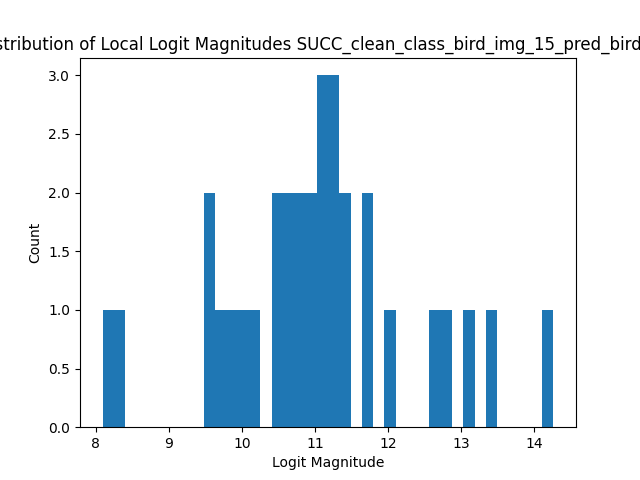 stribution of Local Logit Magnitudes SUCC_clean_class_bird_img_15_pred_bird
3.0
2.5
2.0
1.5
1.0
0.5
0.0
Count
8 9 10 11 12 13 14
Logit Magnitude